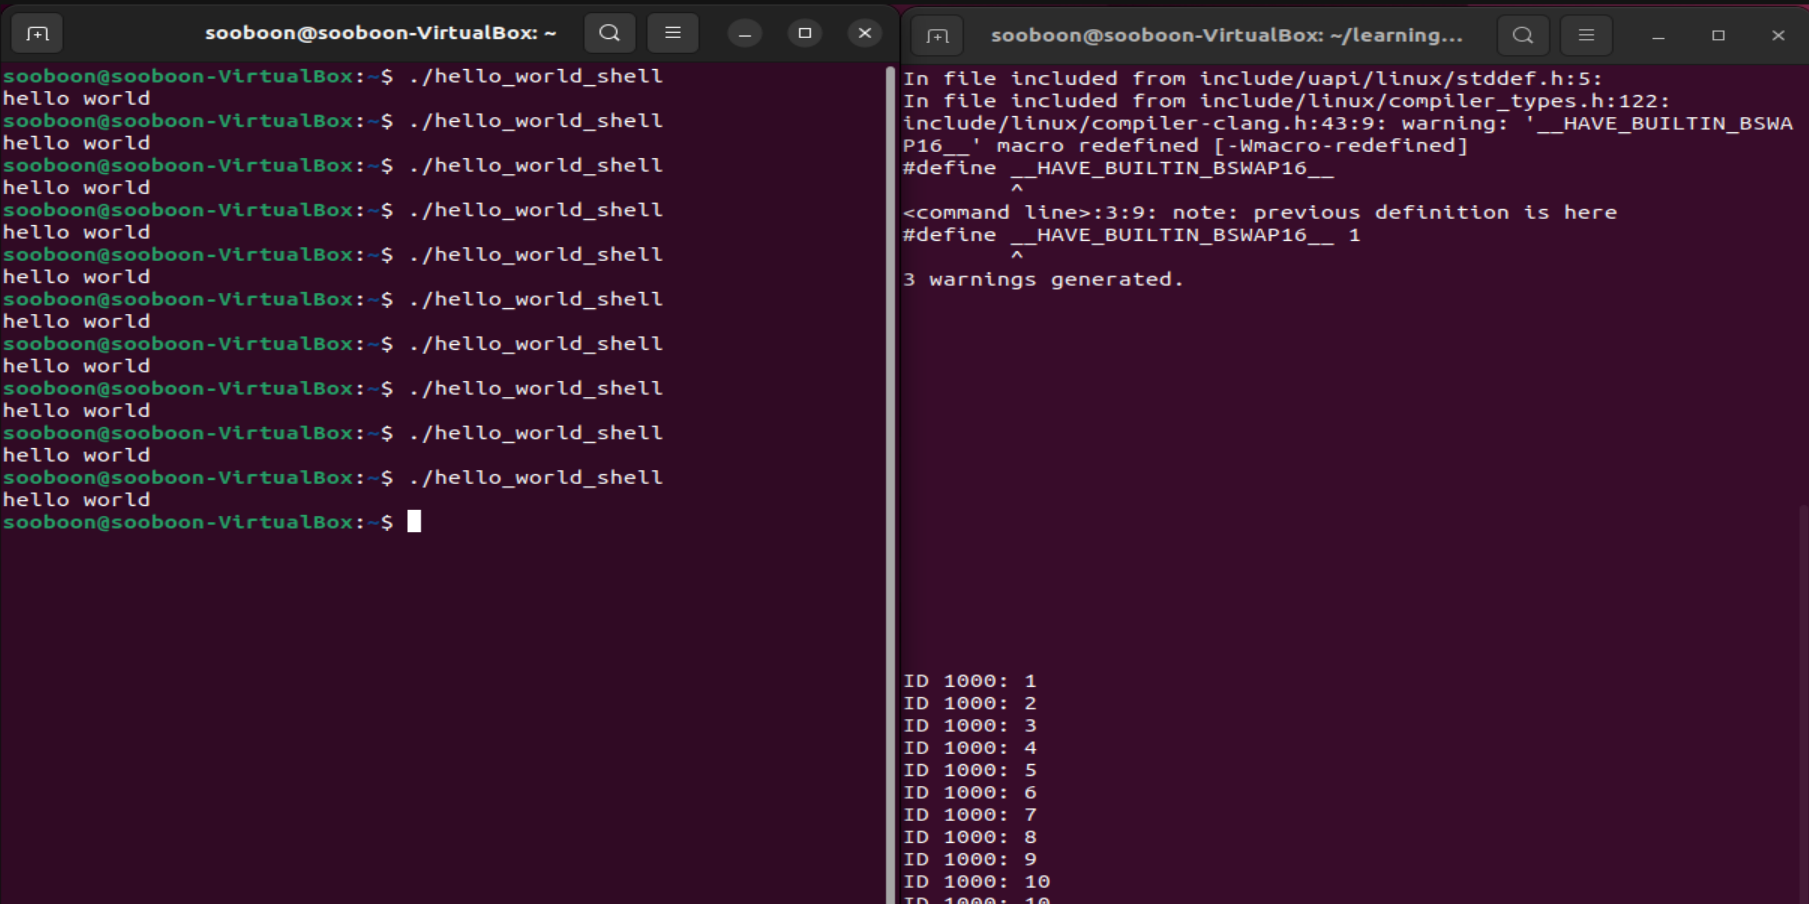 sooboon@sooboon-VirtualBox: ~
sooboon@sooboon-VirtualBox:~$ ./hello_world_shell
hello world
sooboon@sooboon-VirtualBox:~$ ./hello_world_shell
hello world
sooboon@sooboon-VirtualBox:~$ ./hello_world_shell
hello world
sooboon@sooboon-VirtualBox:~$ ./hello_world_shell
hello world
sooboon@sooboon-VirtualBox:~$ ./hello_world_shell
hello world
sooboon@sooboon-VirtualBox:~$ ./hello_world_shell
hello world
sooboon@sooboon-VirtualBox:~$ ./hello_world_shell
hello world
sooboon@sooboon-VirtualBox:~$ ./hello_world_shell
hello world
sooboon@sooboon-VirtualBox:~$ ./hello_world_shell
hello world
sooboon@sooboon-VirtualBox:~$ ./hello_world_shell
hello world
sooboon@sooboon-VirtualBox:~$
sooboon@sooboon-VirtualBox: ~/learning...
In file included from include/uapi/linux/stddef.h:5:
In file included from include/linux/compiler_types.h:122:
include/linux/compiler-clang.h:43:9: warning: '__HAVE_BUILTIN_BSWA
P16__' macro redefined [-Wmacro-redefined]
#define __HAVE_BUILTIN_BSWAP16__
^
<command line>:3:9: note: previous definition is here
#define __HAVE_BUILTIN_BSWAP16__ 1
^
3 warnings generated.
ID 1000: 1
ID 1000: 2
ID 1000: 3
ID 1000: 4
ID 1000: 5
ID 1000: 6
ID 1000: 7
ID 1000: 8
ID 1000: 9
ID 1000: 10
ID 1000: 10